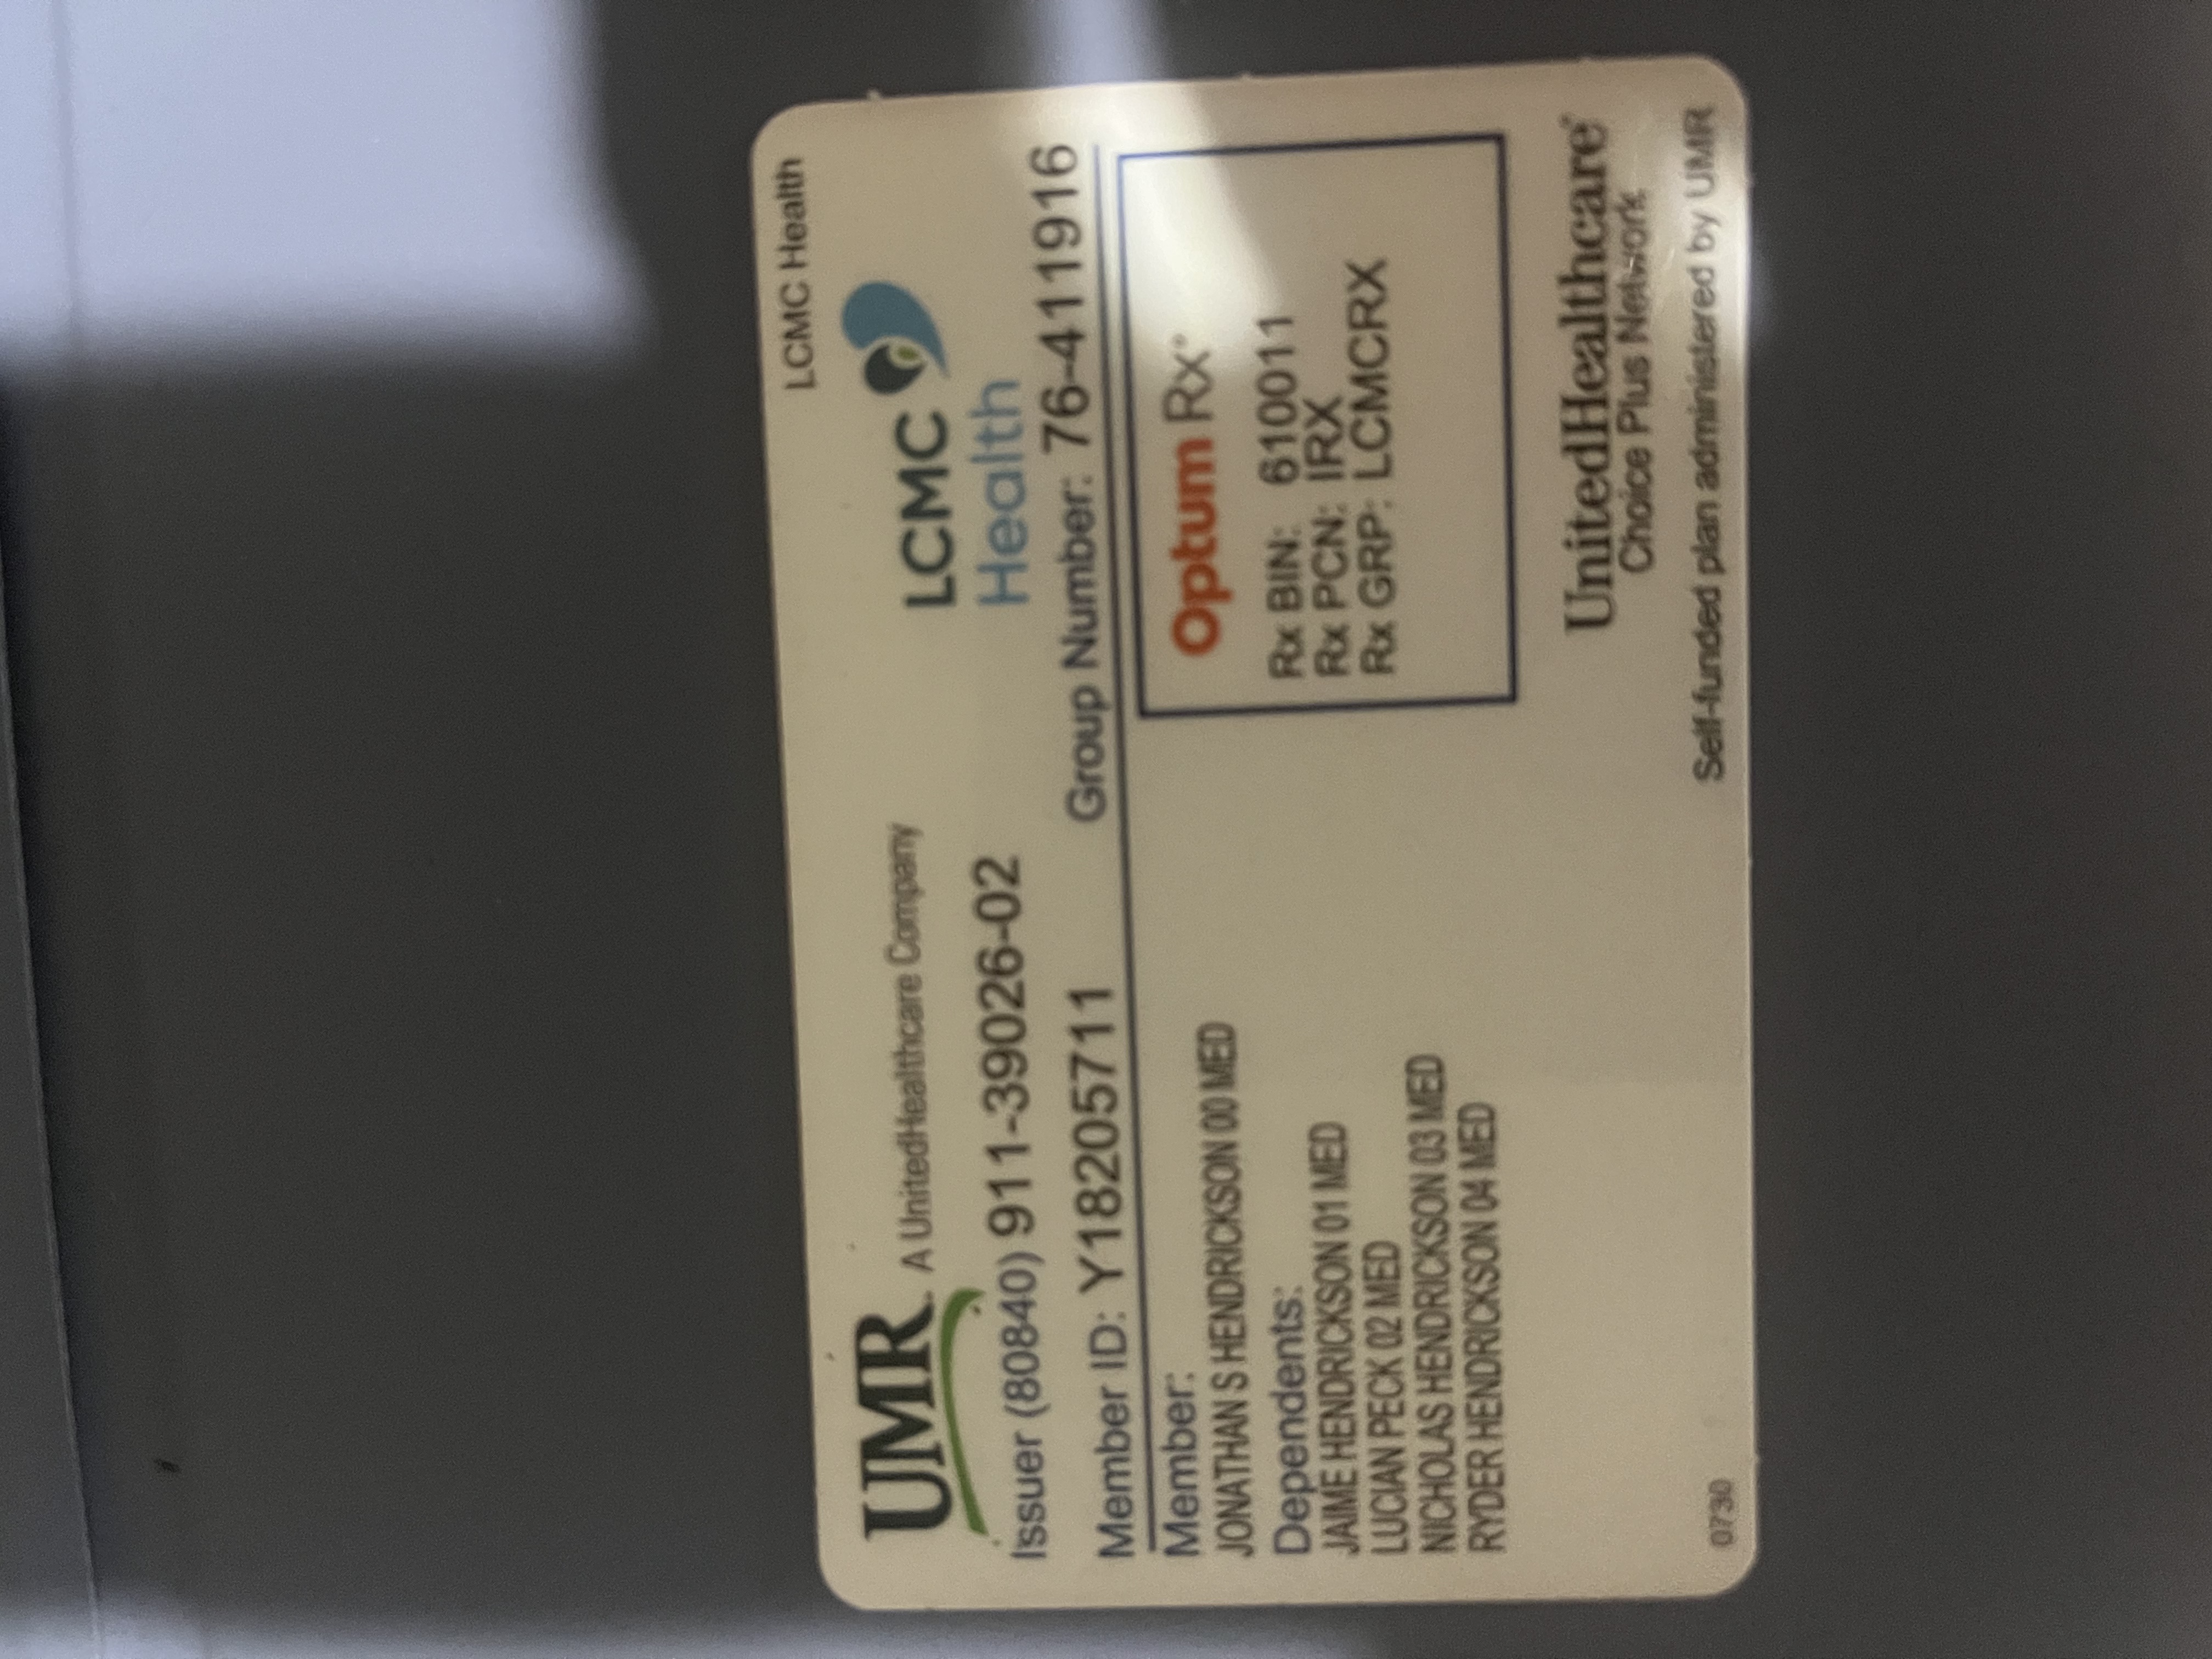 LCMC Health
UMR A UnitedHealthcare Company
LCMC
Health
Issuer (80840) 911-39026-02
Member ID: Y18205711 Group Number: 76-411916
Member:
JONATHAN S HENDRICKSON 00 MED
Dependents:
JAIME HENDRICKSON 01 MED
LUCIAN PECK 02 MED
NICHOLAS HENDRICKSON 03 MED
RYDER HENDRICKSON 04 MED
Optum Rx®
Rx BIN: 610011
Rx PCN: IRX
Rx GRP: LCMCRX
UnitedHealthcare®
Choice Plus Network
Self-funded plan administered by UMR
0730